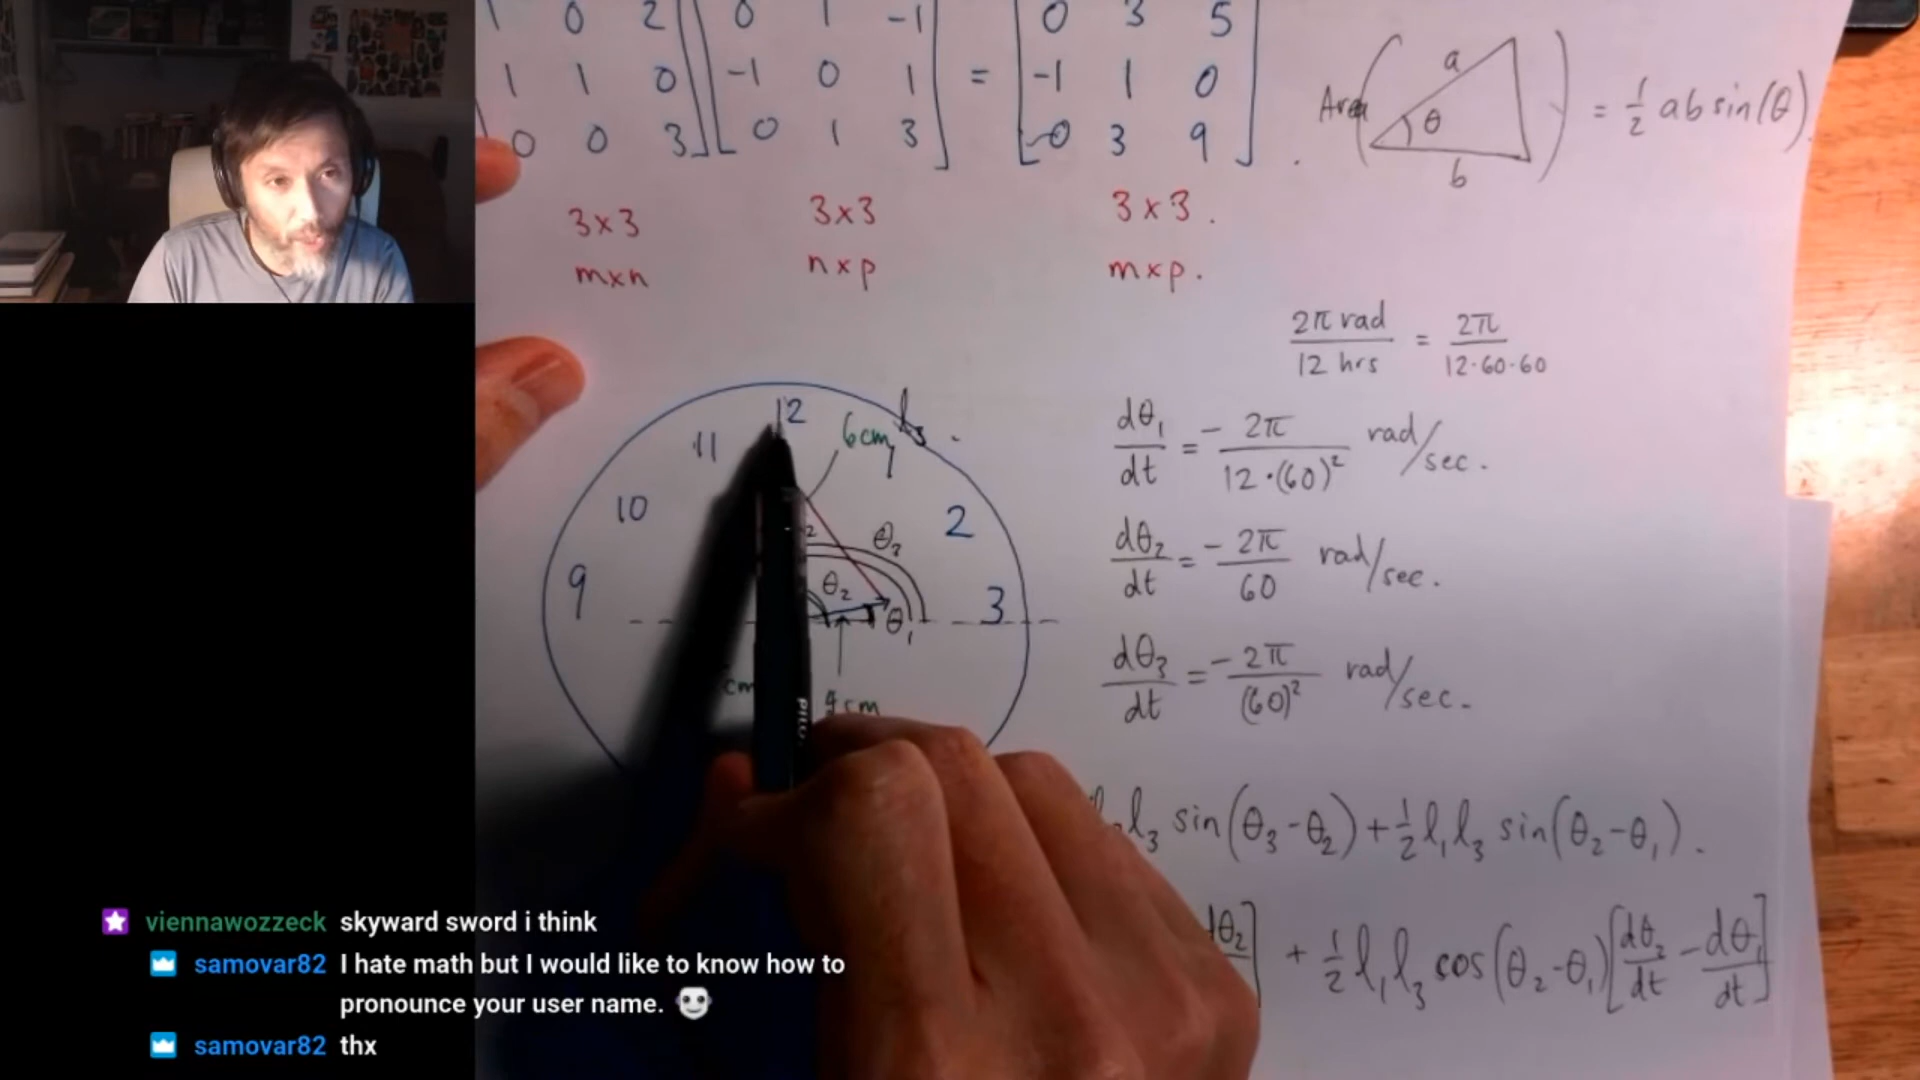 1 0 2 0 1 -1 0 3 5
1 1 0 -1 0 1 = -1 1 0
0 0 3 0 1 3 0 3 9 .
Area ( a θ b ) = 1/2 ab sin(θ).
3x3 3x3 3x3.
mxn nxp mxp.
2π rad / 12 hrs = 2π / 12·60·60
dθ₁/dt = -2π / 12·(60)² rad/sec.
dθ₂/dt = -2π / 60 rad/sec.
dθ₃/dt = -2π / (60)² rad/sec.
12
11
6cm
l₃
10
2
θ₂
θ₂
9
3
θ₁
cm
l₃ sin(θ₃-θ₂) + 1/2 l₁l₃ sin(θ₂-θ₁).
dθ₂ ] + 1/2 l₁l₃ cos(θ₂-θ₁)[dθ₂/dt - dθ₁/dt]
viennawozzeck skyward sword i think
samovar82 I hate math but I would like to know how to
pronounce your user name.
samovar82 thx